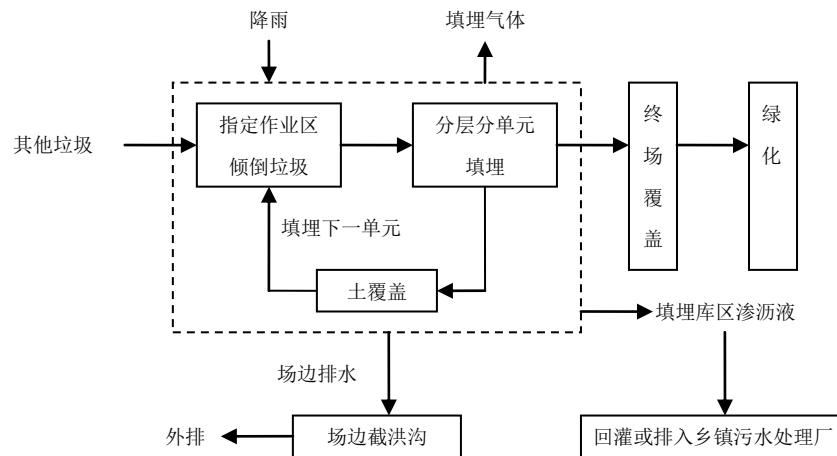 降雨
填埋气体
其他垃圾
指定作业区
倾倒垃圾
分层分单元
填埋
终
场
覆
盖
绿
化
填埋下一单元
土覆盖
填埋库区渗沥液
场边排水
外排
场边截洪沟
回灌或排入乡镇污水处理厂